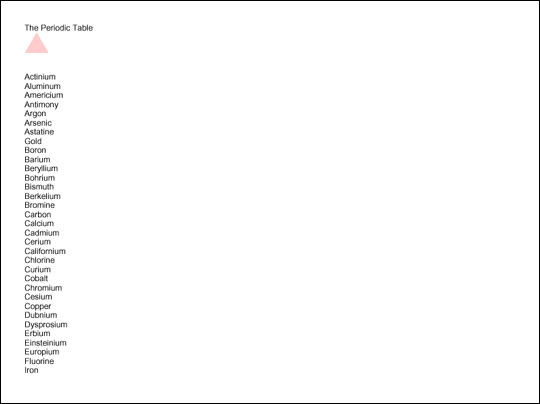 The Periodic Table
Actinium
Aluminum
Americium
Antimony
Argon
Arsenic
Astatine
Gold
Boron
Barium
Beryllium
Bohrium
Bismuth
Berkelium
Bromine
Carbon
Calcium
Cadmium
Cerium
Californium
Chlorine
Curium
Cobalt
Chromium
Cesium
Copper
Dubnium
Dysprosium
Erbium
Einsteinium
Europium
Fluorine
Iron